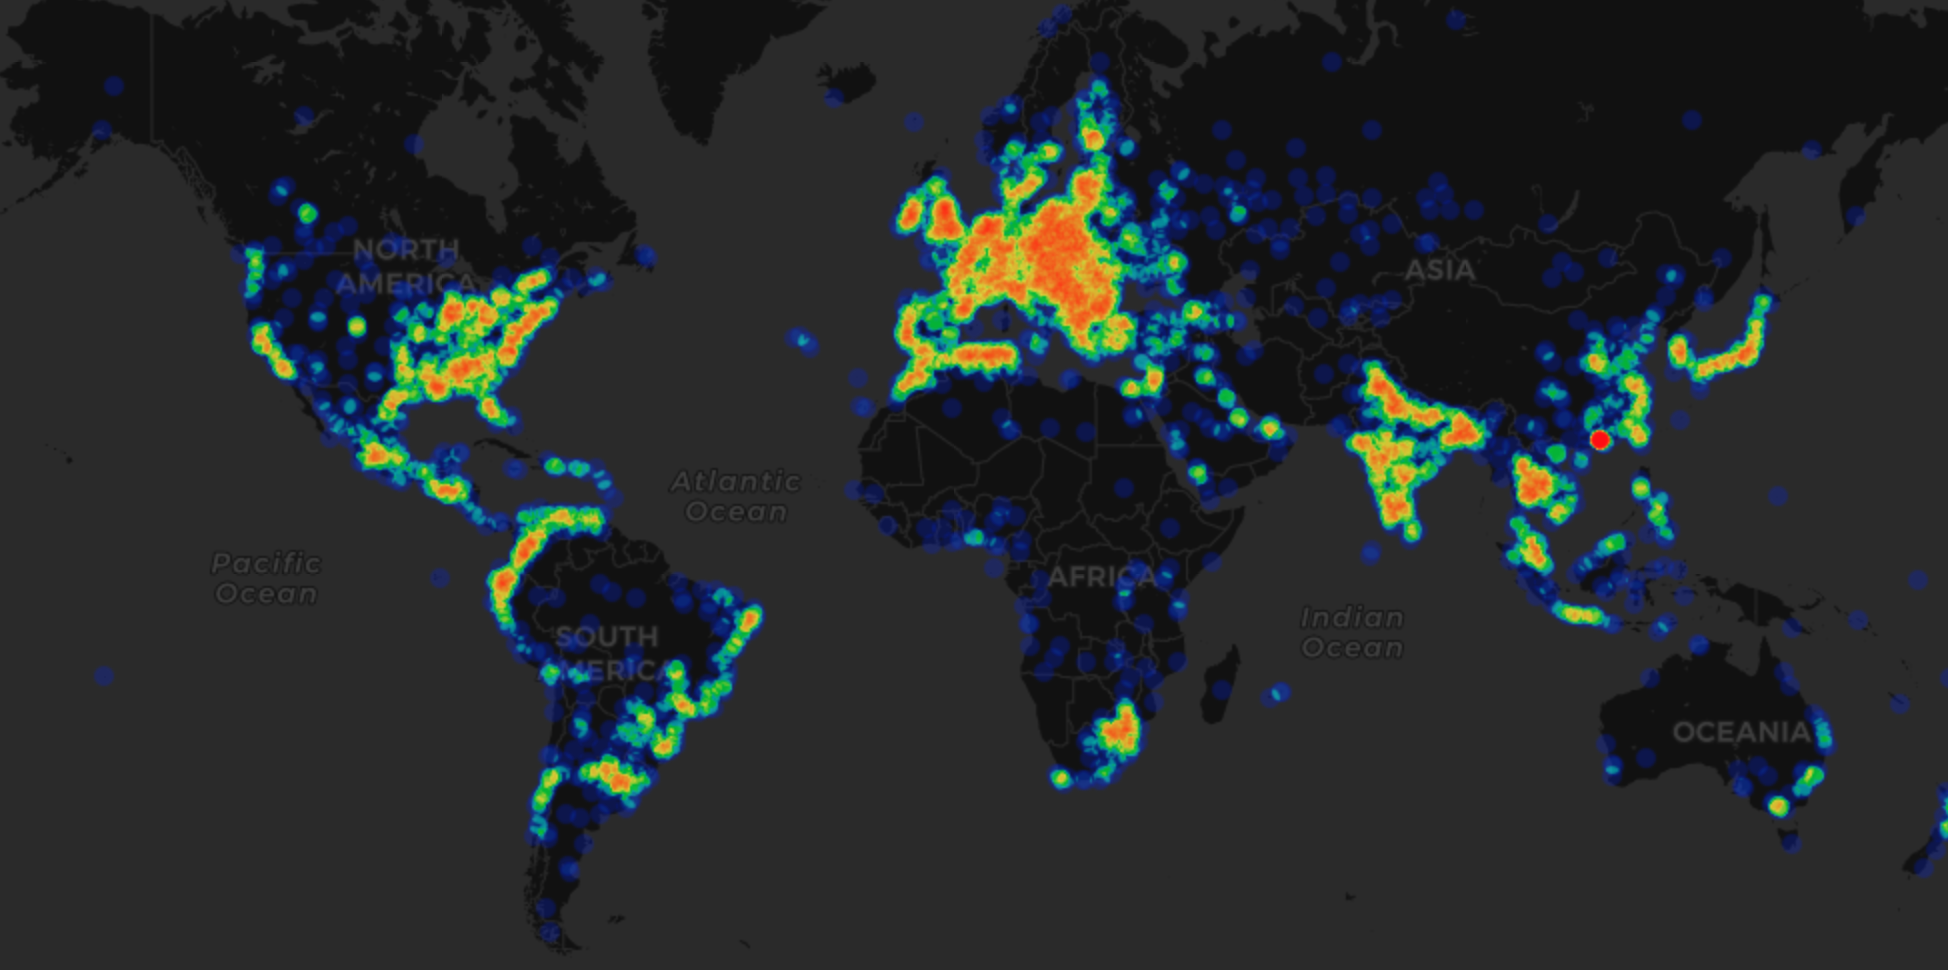 NORTH
AMERICA
ASIA
Atlantic
Ocean
Pacific
Ocean
AFRICA
SOUTH
AMERICA
Indian
Ocean
OCEANIA